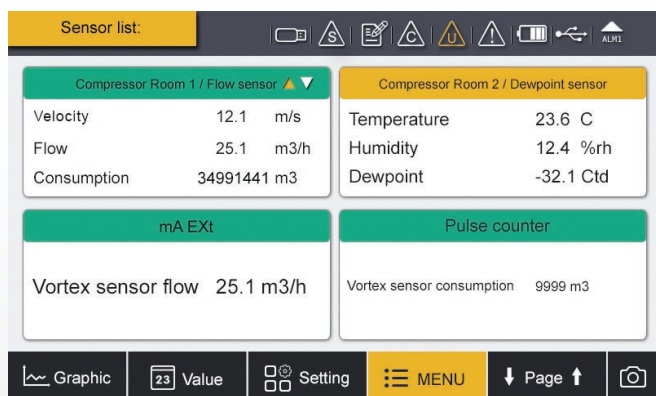 Sensor list:
S C U ! ALM1
Compressor Room 1 / Flow sensor
Velocity 12.1 m/s
Flow 25.1 m3/h
Consumption 34991441 m3
Compressor Room 2 / Dewpoint sensor
Temperature 23.6 C
Humidity 12.4 %rh
Dewpoint -32.1 Ctd
mA EXt
Vortex sensor flow 25.1 m3/h
Pulse counter
Vortex sensor consumption 9999 m3
Graphic 23 Value Setting MENU Page